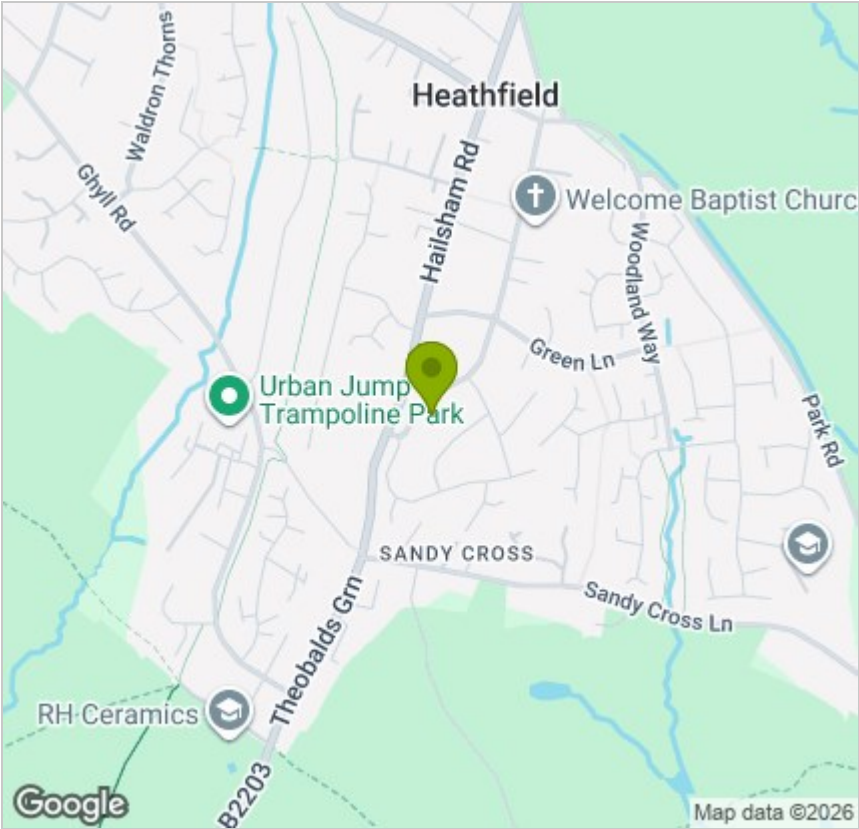 Waldron Thorns
Heathfield
Ghyll Rd
Hailsham Rd
Welcome Baptist Churc
Woodland Way
Green Ln
Urban Jump
Trampoline Park
Park Rd
SANDY CROSS
Sandy Cross Ln
Theobalds Grn
RH Ceramics
B2203
Google
Map data ©2026